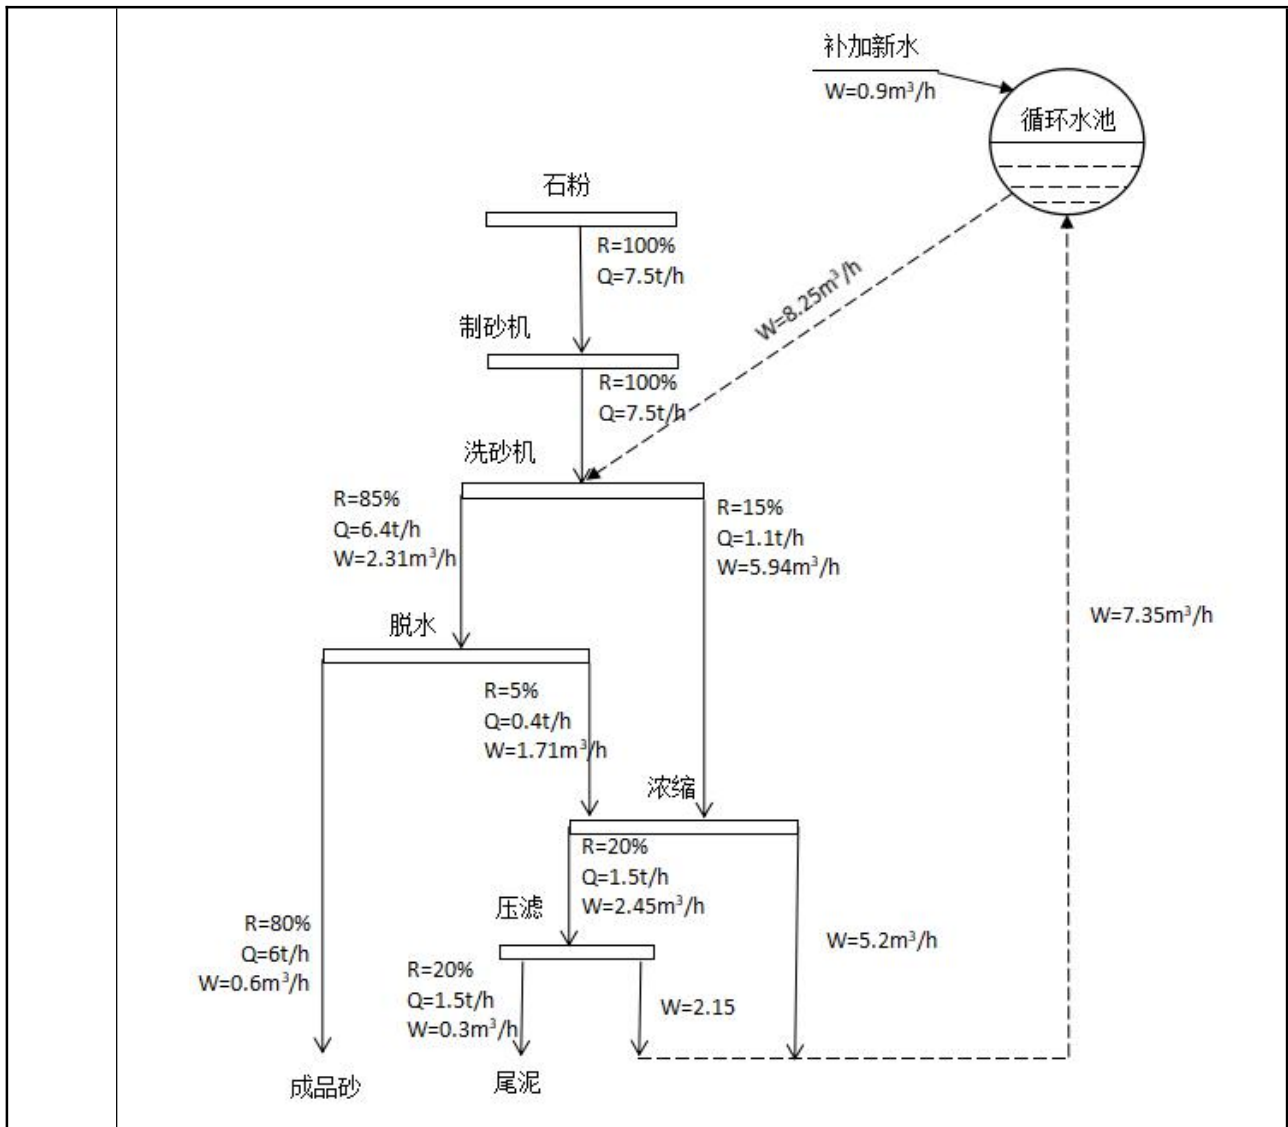 补加新水
W=0.9m³/h
循环水池
石粉
R=100%
Q=7.5t/h
W=8.25m³/h
制砂机
R=100%
Q=7.5t/h
洗砂机
R=85%
Q=6.4t/h
W=2.31m³/h
R=15%
Q=1.1t/h
W=5.94m³/h
W=7.35m³/h
脱水
R=5%
Q=0.4t/h
W=1.71m³/h
浓缩
R=20%
Q=1.5t/h
W=2.45m³/h
压滤
R=80%
Q=6t/h
W=0.6m³/h
W=5.2m³/h
R=20%
Q=1.5t/h
W=0.3m³/h
W=2.15
成品砂
尾泥